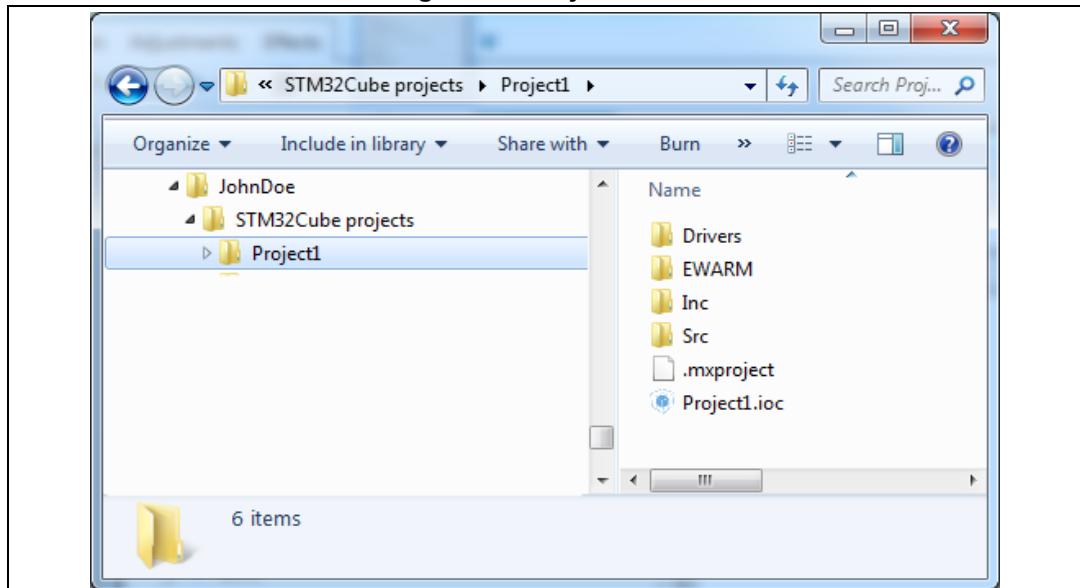 « STM32Cube projects Project1
Search Proj...
Organize Include in library Share with Burn »
JohnDoe
STM32Cube projects
Project1
Name
Drivers
EWARM
Inc
Src
.mxproject
Project1.ioc
6 items